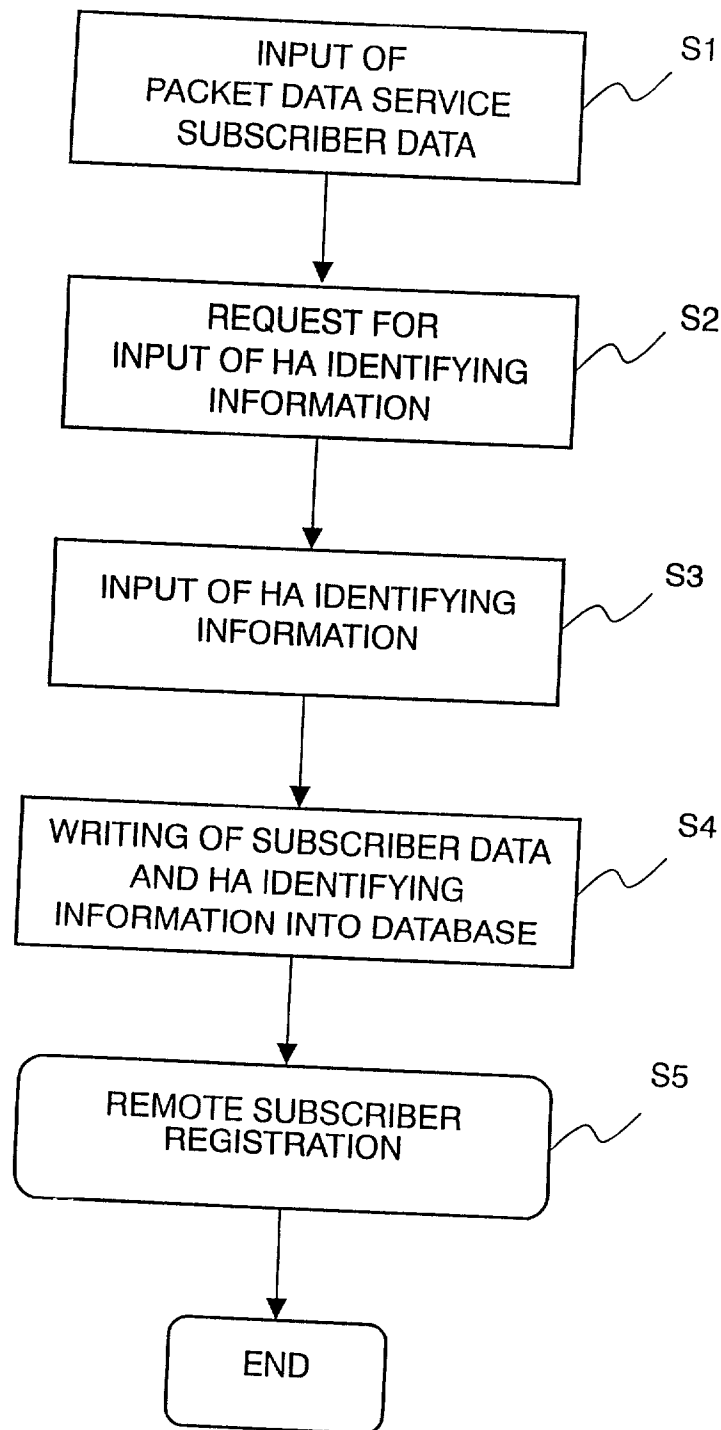 INPUT OF
PACKET DATA SERVICE
SUBSCRIBER DATA
S1
REQUEST FOR
INPUT OF HA IDENTIFYING
INFORMATION
S2
INPUT OF HA IDENTIFYING
INFORMATION
S3
WRITING OF SUBSCRIBER DATA
AND HA IDENTIFYING
INFORMATION INTO DATABASE
S4
REMOTE SUBSCRIBER
REGISTRATION
S5
END